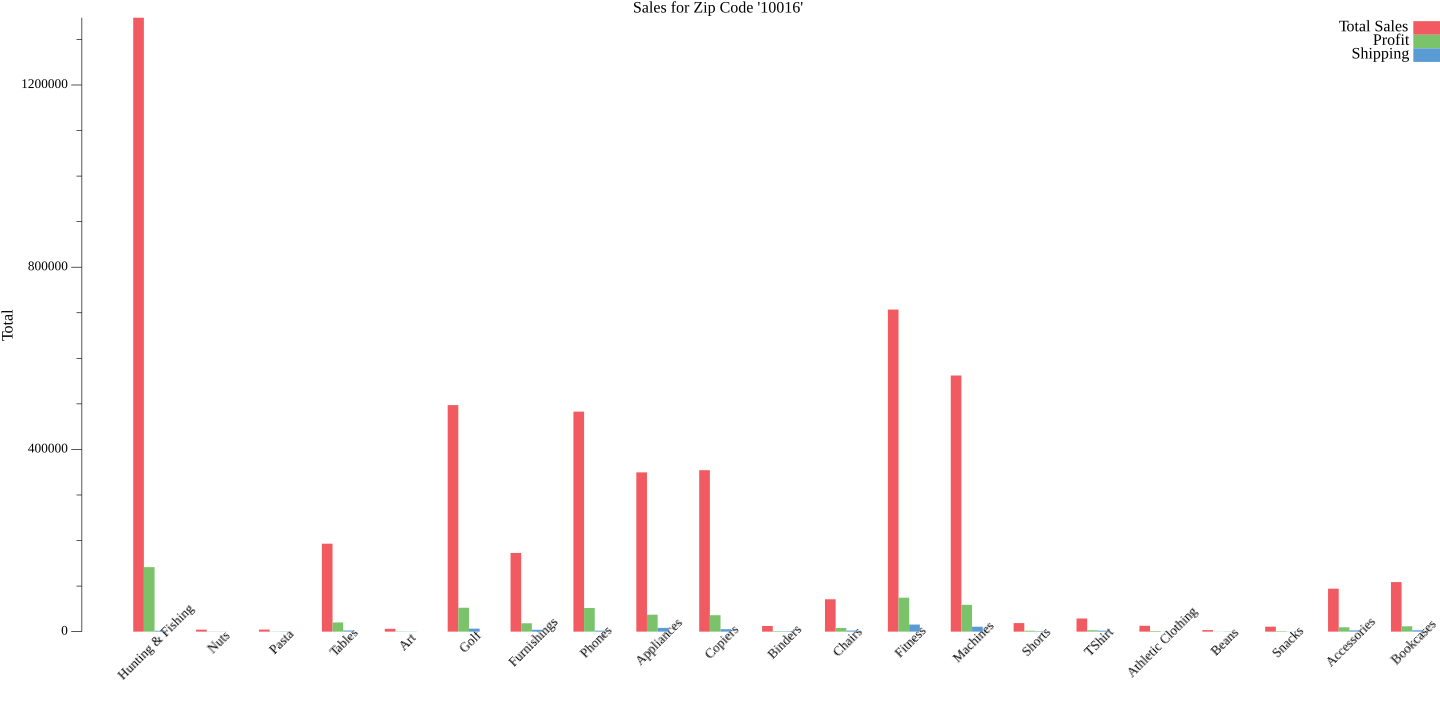 Sales for Zip Code '10016'
Total Sales
Profit
Shipping
1200000
800000
400000
0
Total
Hunting & Fishing
Nuts
Pasta
Tables
Art
Golf
Furnishings
Phones
Appliances
Copiers
Binders
Chairs
Fitness
Machines
Shorts
TShirt
Athletic Clothing
Beans
Snacks
Accessories
Bookcases